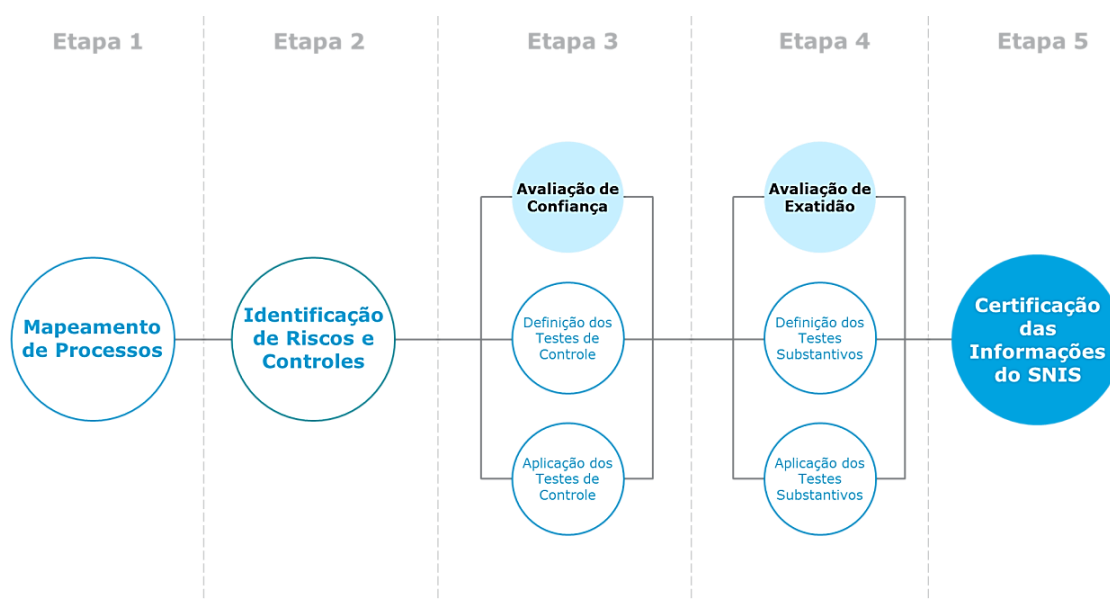 Etapa 1
Etapa 2
Etapa 3
Etapa 4
Etapa 5
Mapeamento
de Processos
Identificação
de Riscos e
Controles
Avaliação de
Confiança
Definição dos
Testes de
Controle
Aplicação dos
Testes de
Controle
Avaliação de
Exatidão
Definição dos
Testes
Substantivos
Aplicação dos
Testes
Substantivos
Certificação
das
Informações
do SNIS